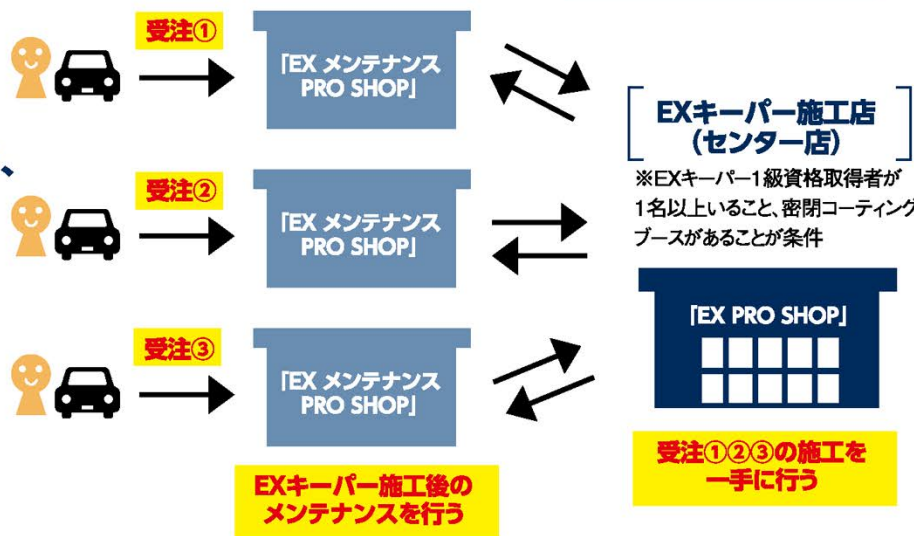 受注①
「EX メンテナンス
PRO SHOP」
受注②
「EX メンテナンス
PRO SHOP」
受注③
「EX メンテナンス
PRO SHOP」
EXキーパー施工後の
メンテナンスを行う
EXキーパー施工店
(センター店)
※EXキーパー1級資格取得者が
1名以上いること、密閉コーティング
ブースがあることが条件
「EX PRO SHOP」
受注①②③の施工を
一手に行う